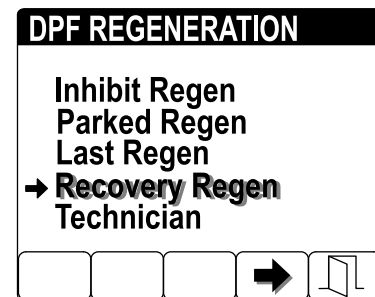 DPF REGENERATION
Inhibit Regen
Parked Regen
Last Regen
Recovery Regen
Technician